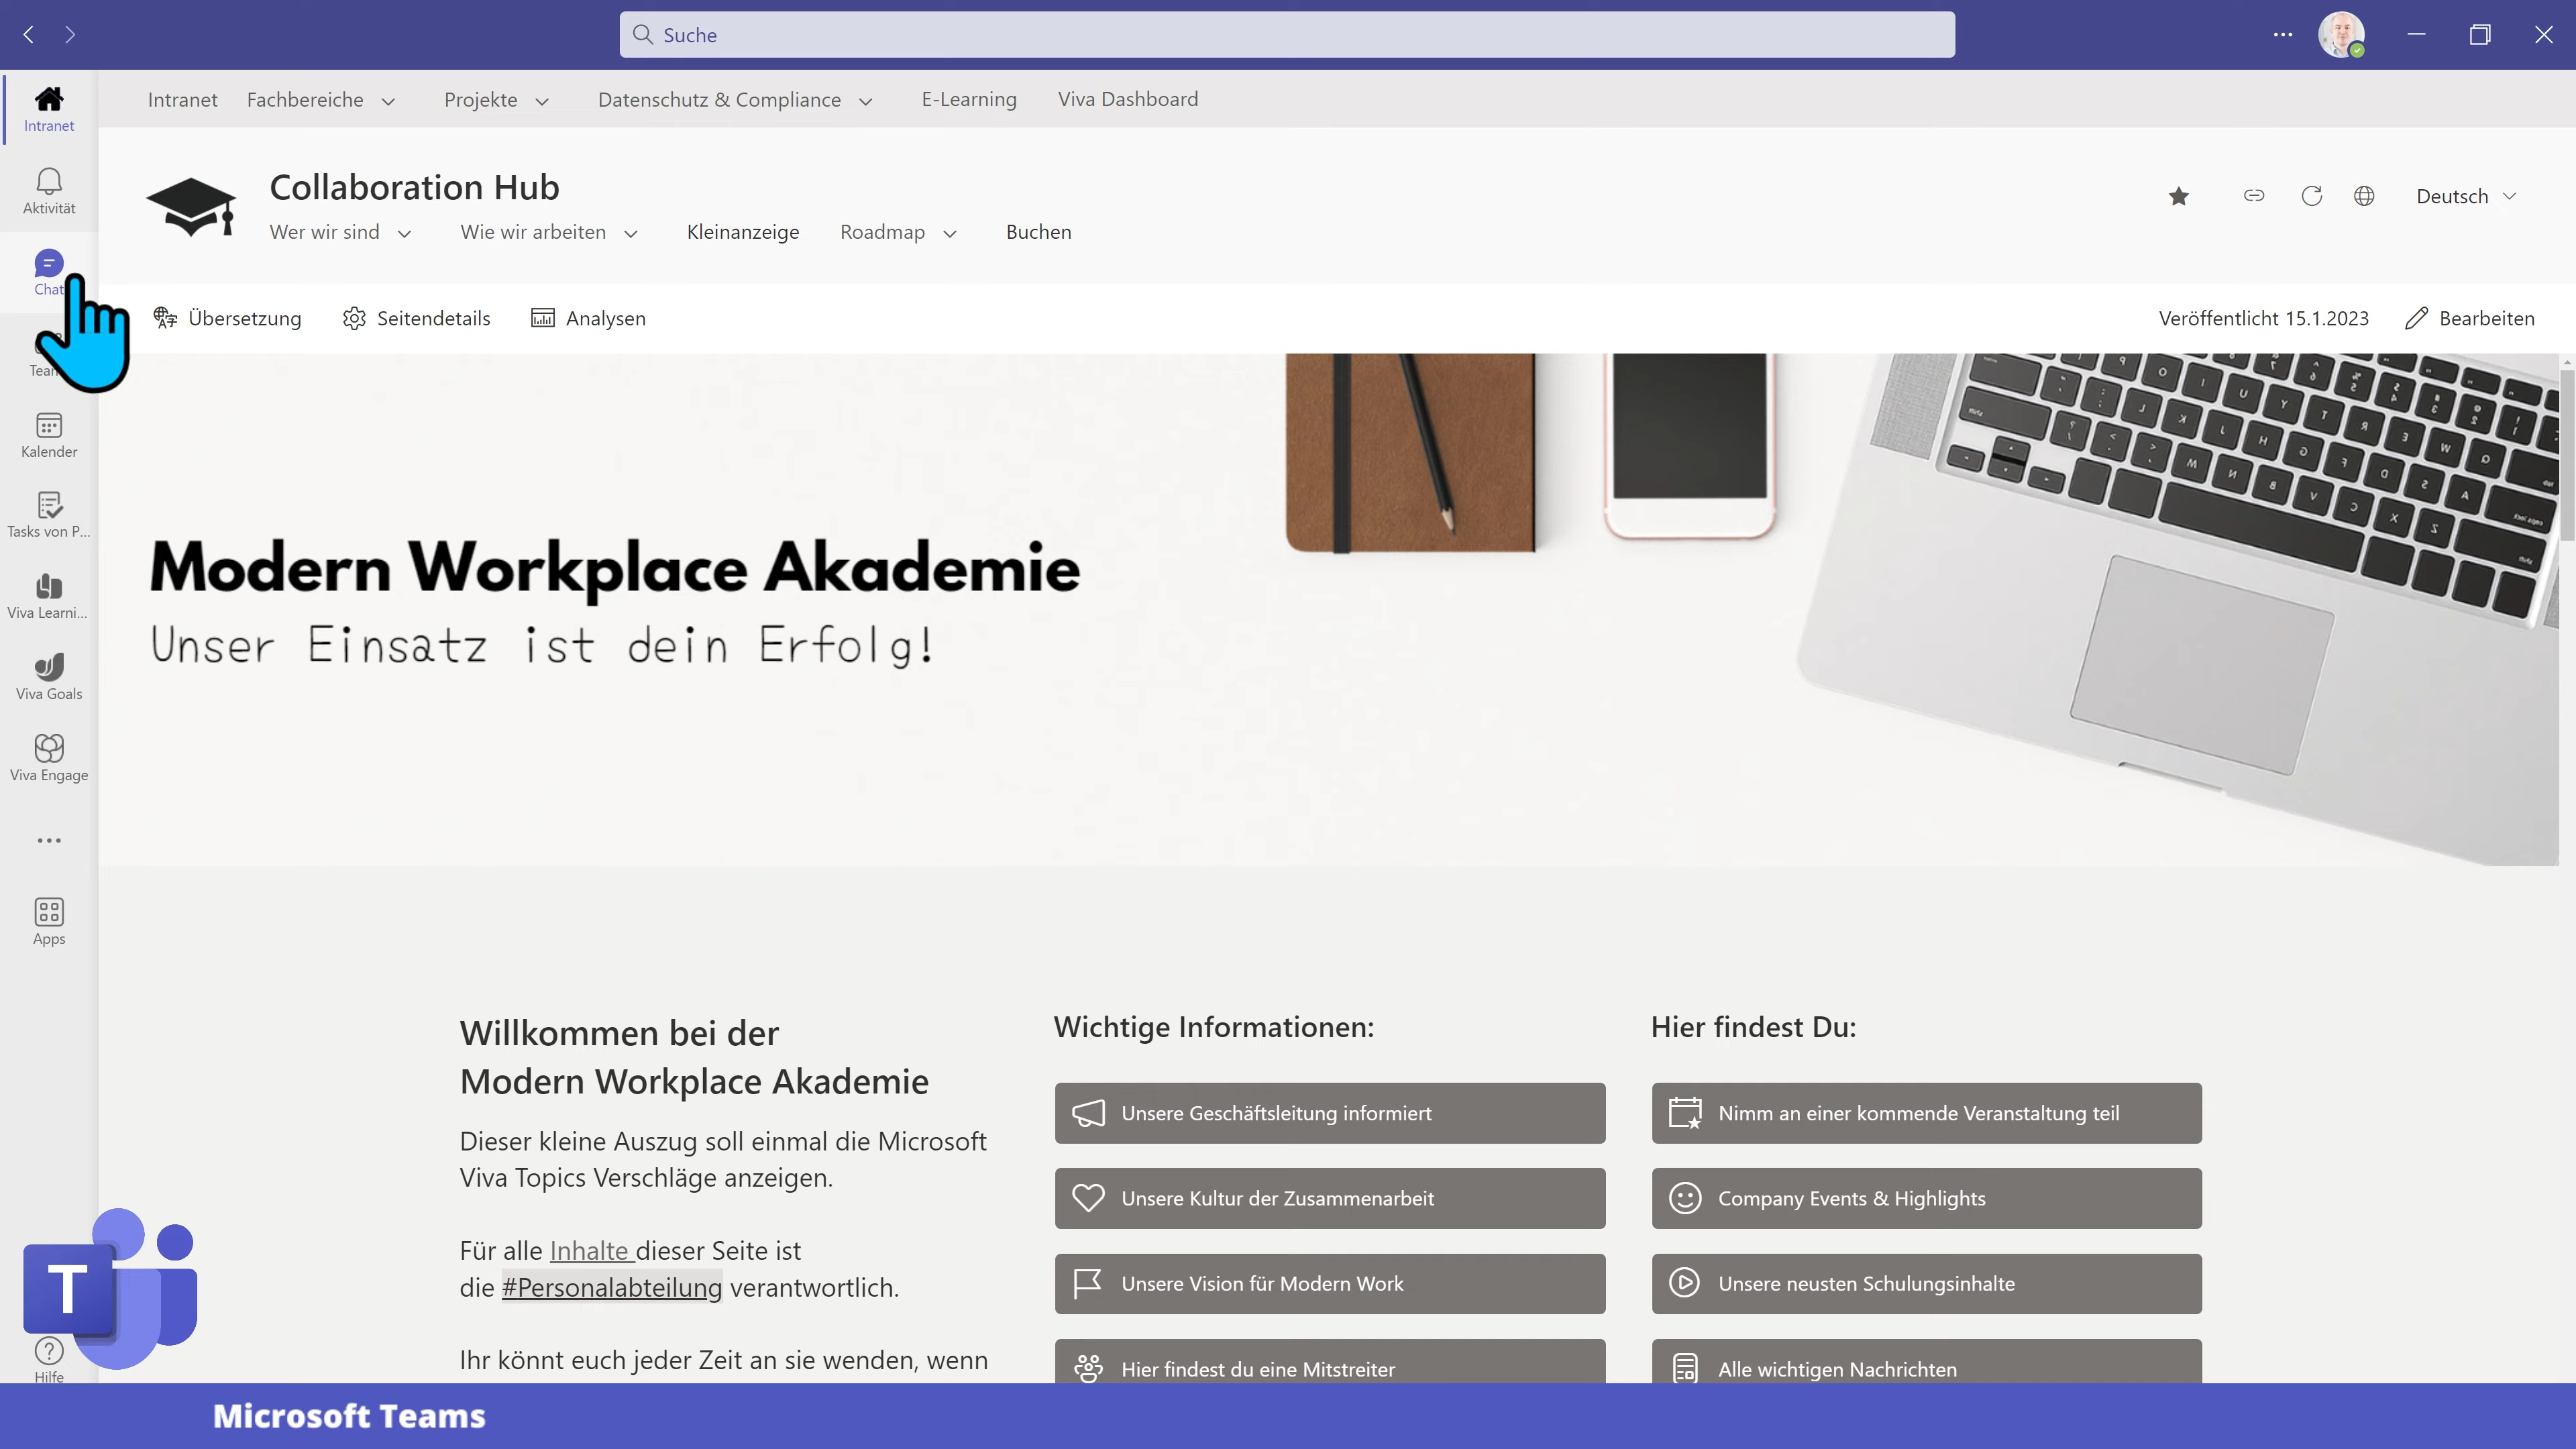 Suche
Intranet Fachbereiche Projekte Datenschutz & Compliance E-Learning Viva Dashboard
Intranet
Aktivität
Chat
Kalender
Tasks von P...
Viva Learni...
Viva Goals
Viva Engage
Apps
Hilfe
Collaboration Hub
Wer wir sind Wie wir arbeiten Kleinanzeige Roadmap Buchen
Deutsch
Übersetzung Seitendetails Analysen
Veröffentlicht 15.1.2023 Bearbeiten
Modern Workplace Akademie
Unser Einsatz ist dein Erfolg!
Willkommen bei der
Modern Workplace Akademie
Dieser kleine Auszug soll einmal die Microsoft
Viva Topics Verschläge anzeigen.
Für alle Inhalte dieser Seite ist
die #Personalabteilung verantwortlich.
Ihr könnt euch jeder Zeit an sie wenden, wenn
Wichtige Informationen:
Unsere Geschäftsleitung informiert
Unsere Kultur der Zusammenarbeit
Unsere Vision für Modern Work
Hier findest du eine Mitstreiter
Hier findest Du:
Nimm an einer kommende Veranstaltung teil
Company Events & Highlights
Unsere neusten Schulungsinhalte
Alle wichtigen Nachrichten
T
Microsoft Teams